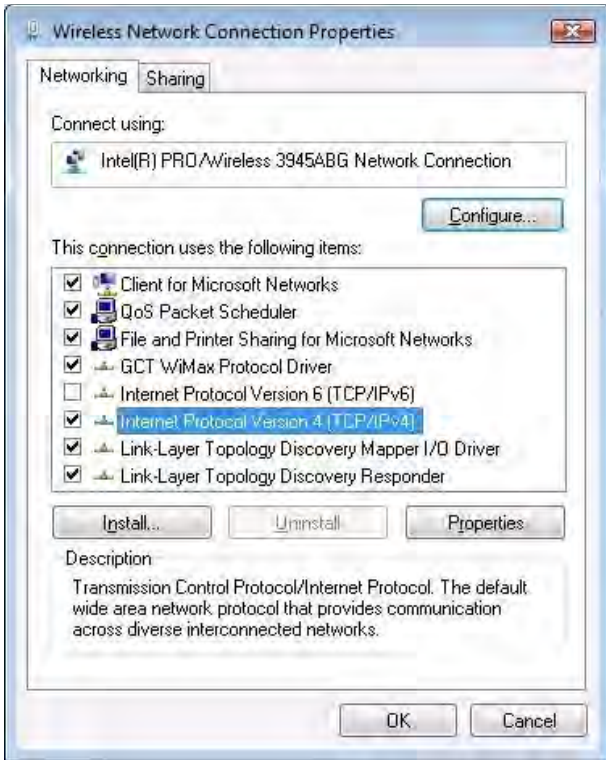 Wireless Network Connection Properties
Networking
Sharing
Connect using:
Intel(R) PRO/Wireless 3945ABG Network Connection
Configure...
This connection uses the following items:
Client for Microsoft Networks
QoS Packet Scheduler
File and Printer Sharing for Microsoft Networks
GCT WiMax Protocol Driver
Internet Protocol Version 6 (TCP/IPv6)
Internet Protocol Version 4 (TCP/IPv4)
Link-Layer Topology Discovery Mapper I/O Driver
Link-Layer Topology Discovery Responder
Install...
Uninstall
Properties
Description
Transmission Control Protocol/Internet Protocol. The default
wide area network protocol that provides communication
across diverse interconnected networks.
OK
Cancel